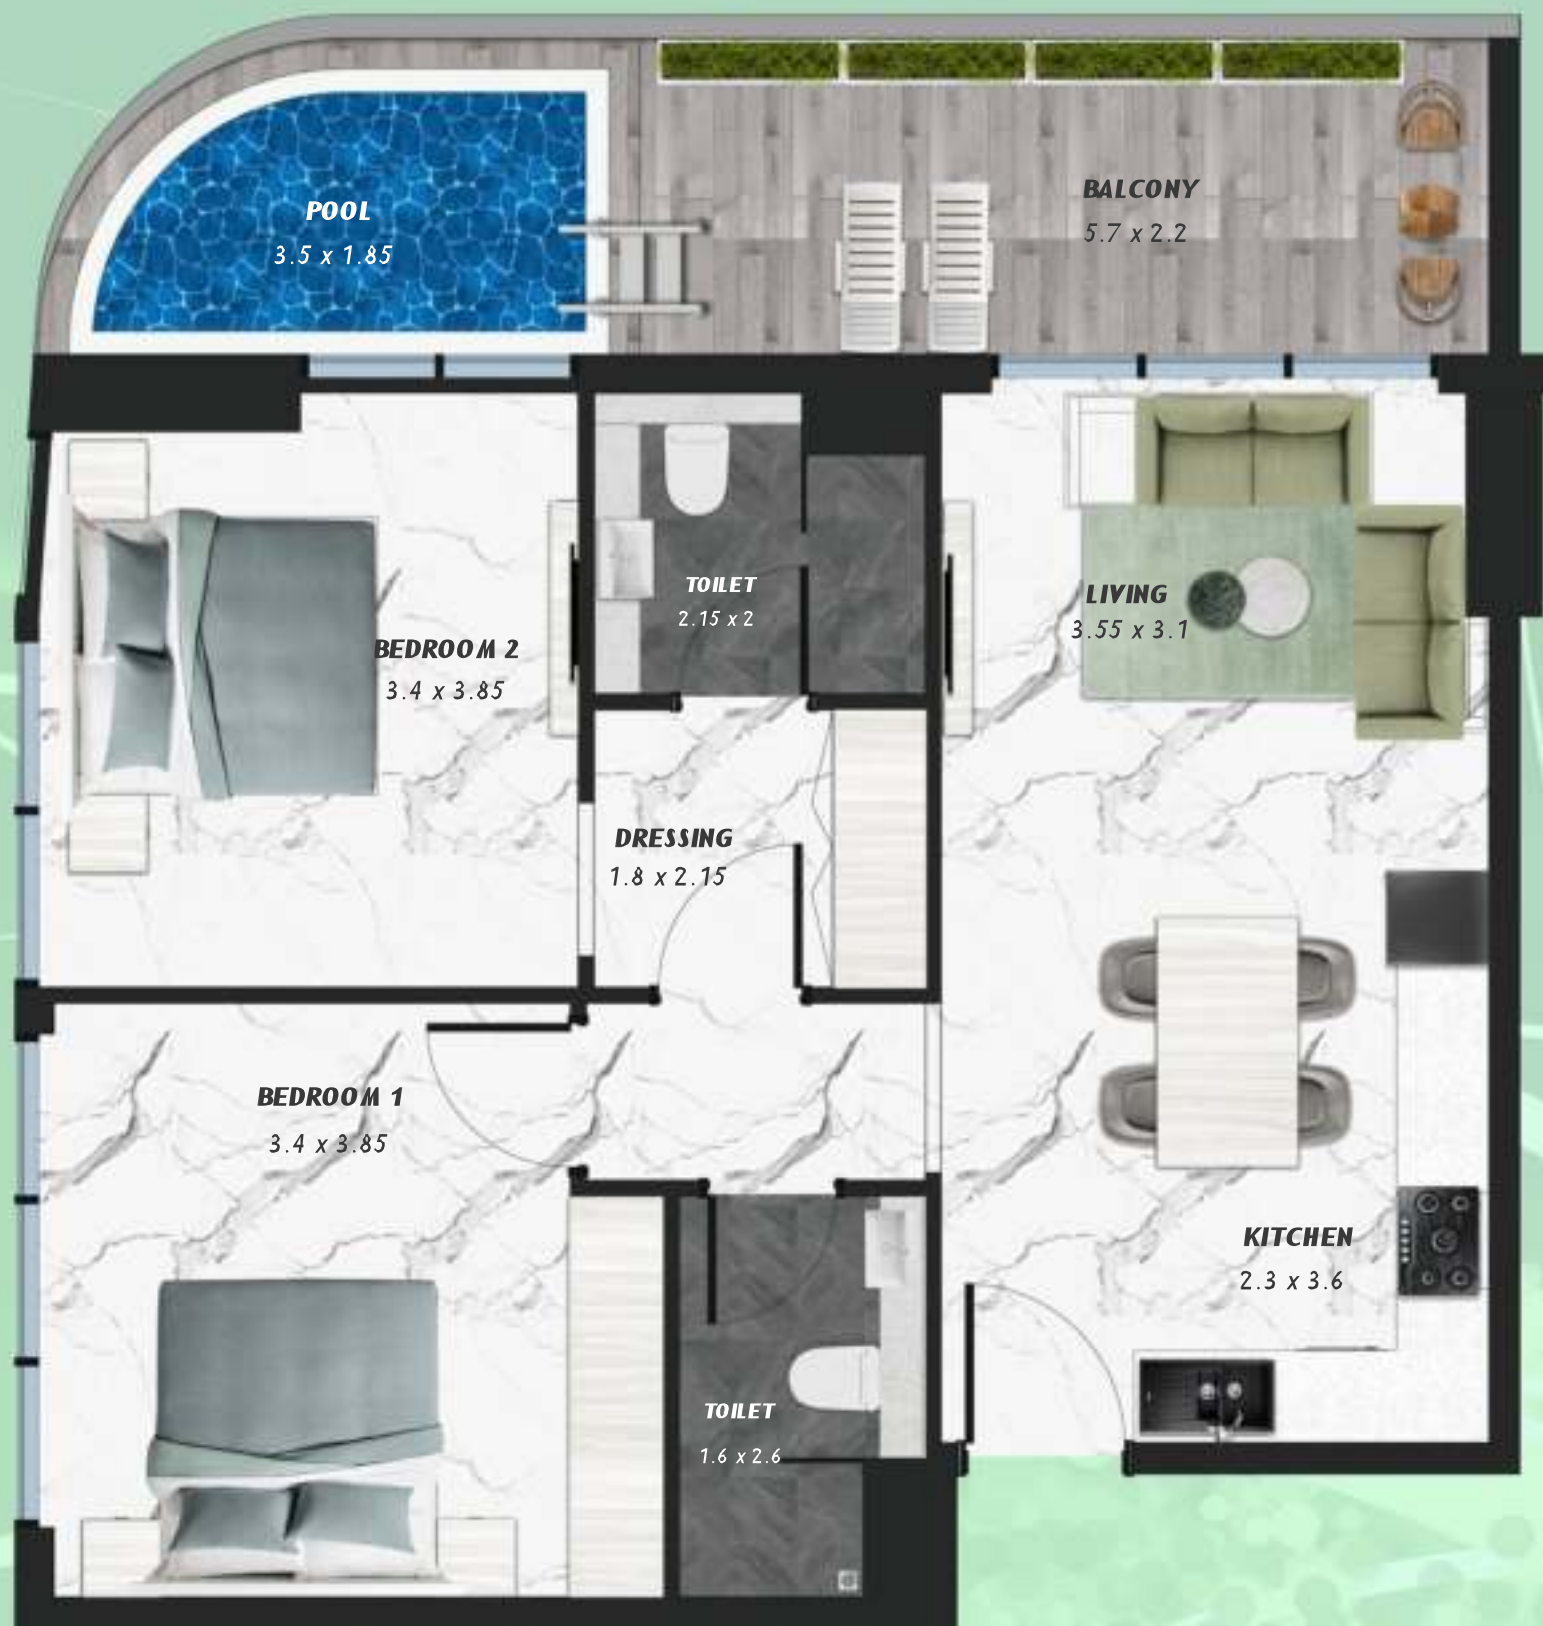 POOL
3.5 x 1.85
BALCONY
5.7 x 2.2
TOILET
2.15 x 2
LIVING
3.55 x 3.1
BEDROOM 2
3.4 x 3.85
DRESSING
1.8 x 2.15
BEDROOM 1
3.4 x 3.85
KITCHEN
2.3 x 3.6
TOILET
1.6 x 2.6